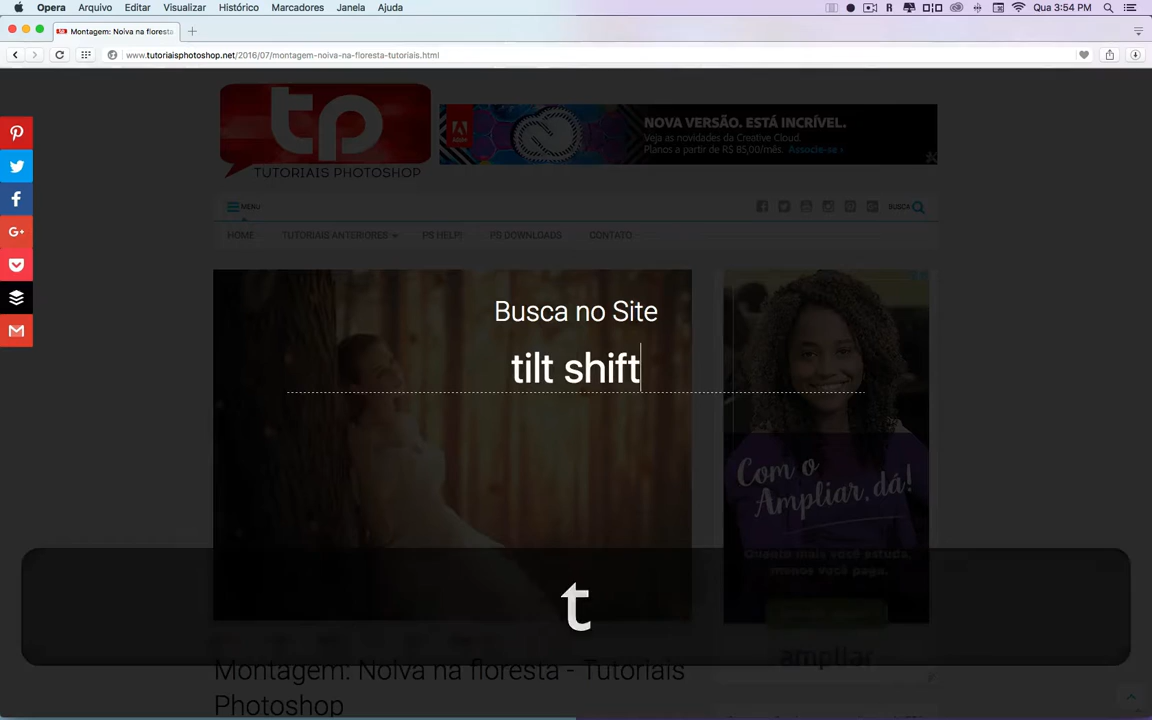 Opera Arquivo Editar Visualizar Histórico Marcadores Janela Ajuda
Qua 3:54 PM
Montagem: Noiva na floresta
www.tutoriaisphotoshop.net/2016/07/montagem-noiva-na-floresta-tutoriais.html
tp
TUTORIAIS PHOTOSHOP
Adobe
NOVA VERSÃO. ESTÁ INCRÍVEL.
Veja as novidades da Creative Cloud.
Planos a partir de R$ 85,00/mês. Associe-se ›
MENU
BUSCA
HOME TUTORIAIS ANTERIORES PS HELP! PS DOWNLOADS CONTATO
Busca no Site
tilt shift
Com o
Ampliar, dá!
Quanto mais você estuda,
menos você paga.
ampliar
t
Montagem: Noiva na floresta - Tutoriais
Photoshop